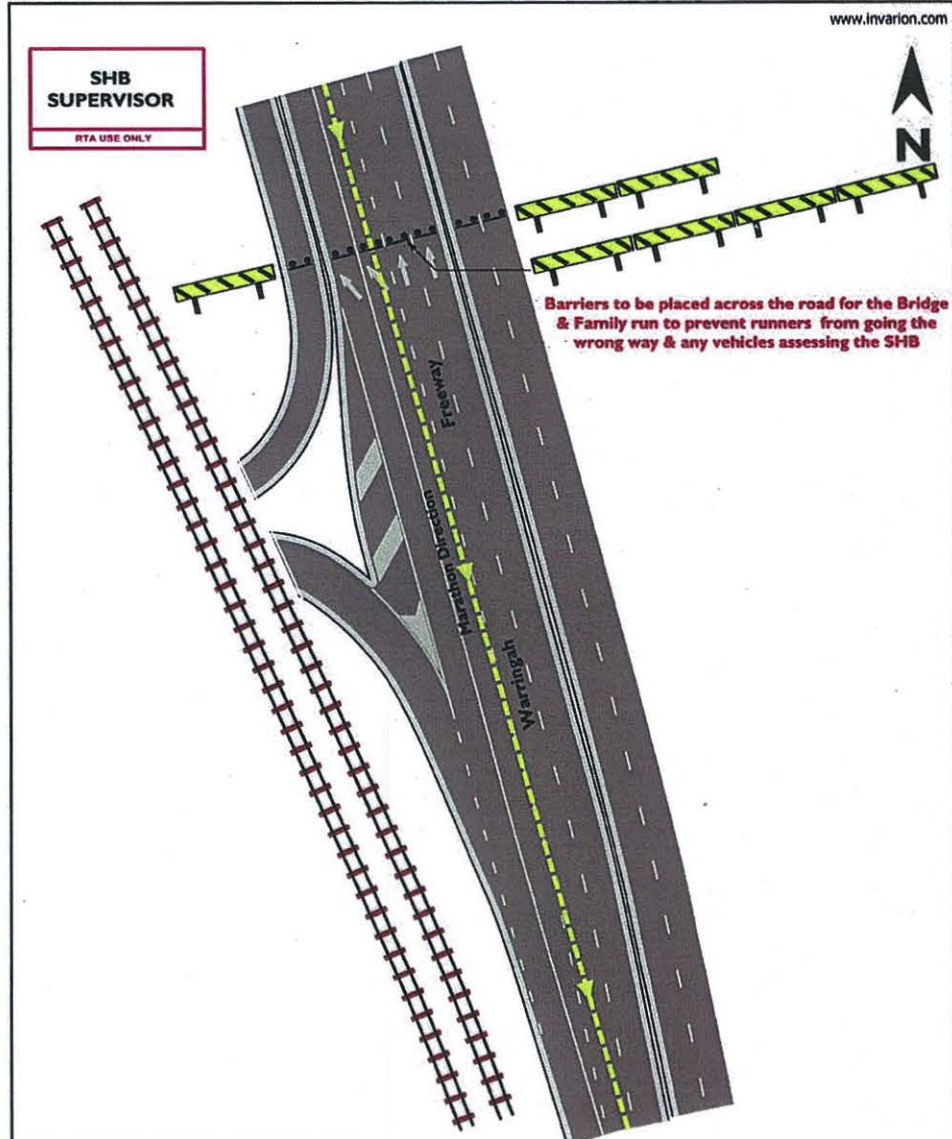 www.invarion.com
SHB
SUPERVISOR
RTA USE ONLY
N
Barriers to be placed across the road for the Bridge
& Family run to prevent runners from going the
wrong way & any vehicles assessing the SHB
Freeway
Marathon Direction
Warringah